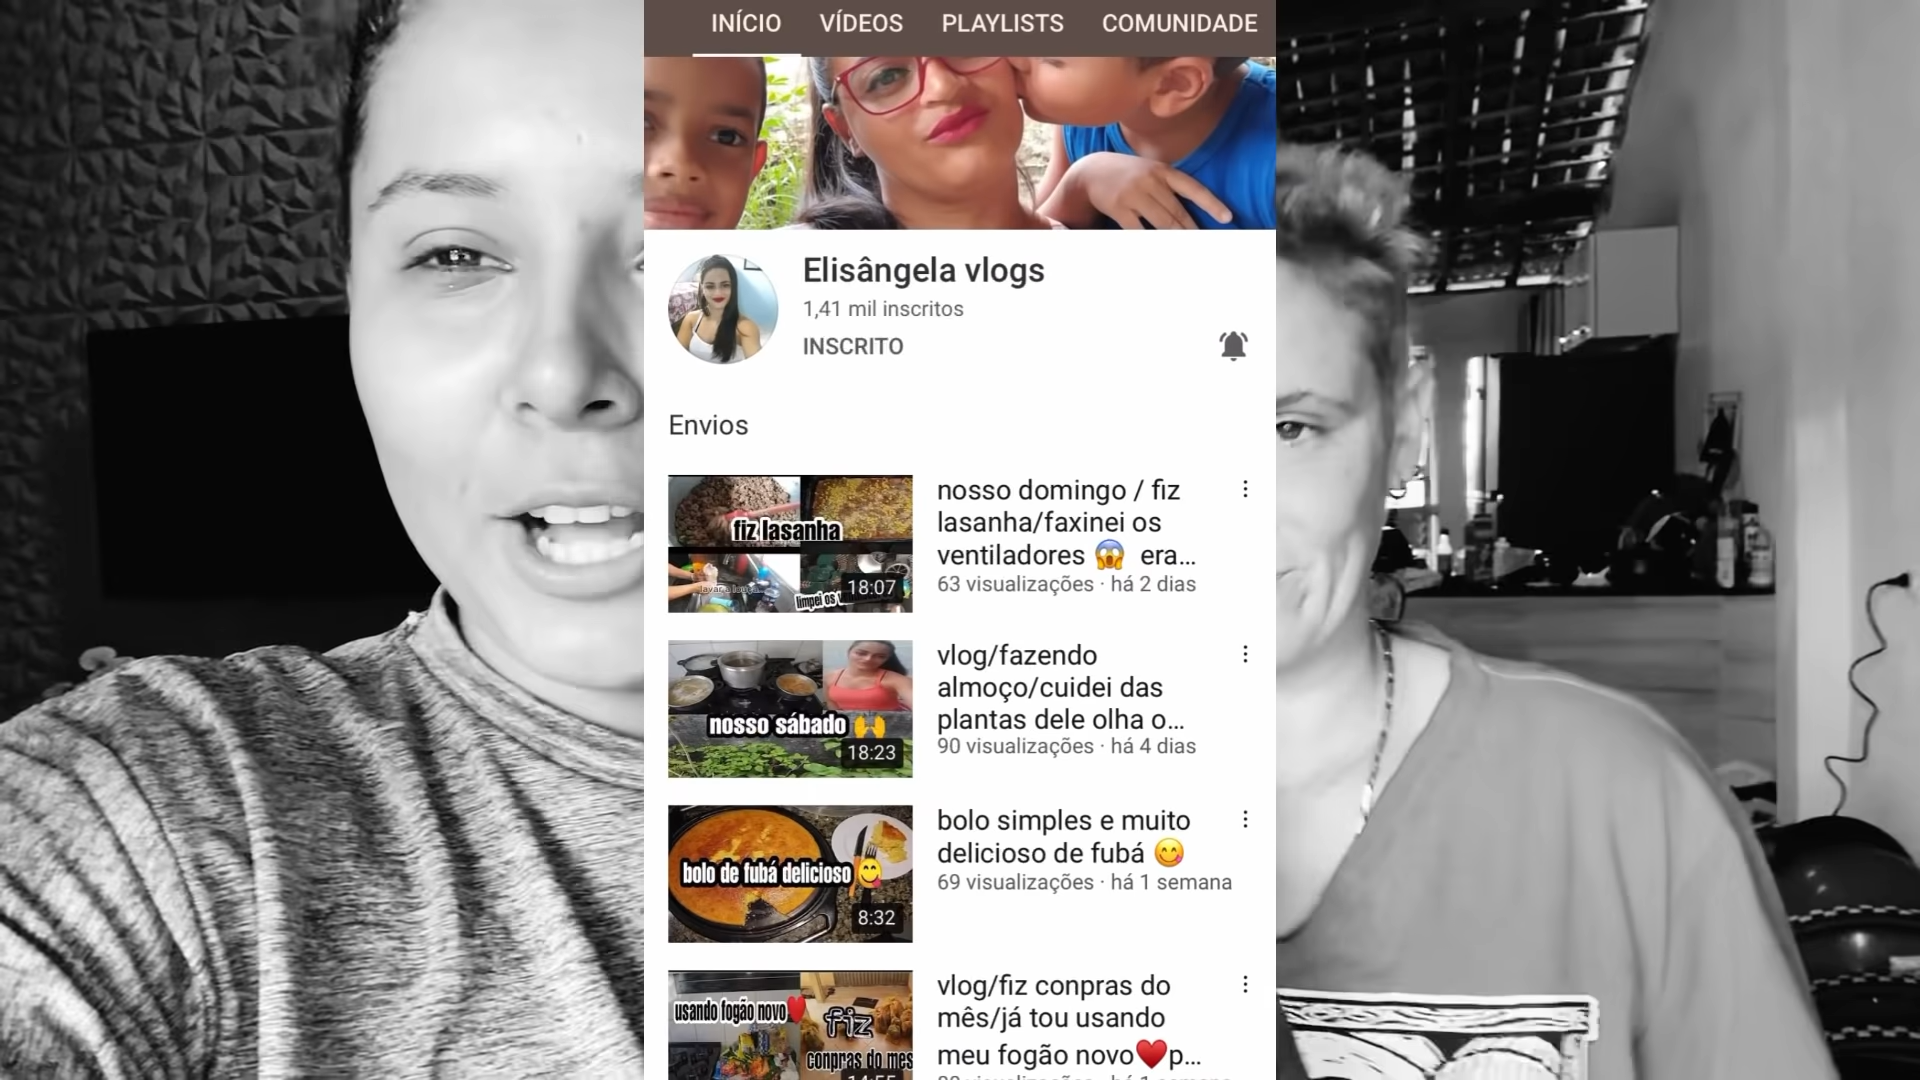 INÍCIO VÍDEOS PLAYLISTS COMUNIDADE
Elisângela vlogs
1,41 mil inscritos
INSCRITO
Envios
fiz lasanha
limpei os
18:07
nosso domingo / fiz
lasanha/faxinei os
ventiladores 😱 era...
63 visualizações · há 2 dias
nosso sábado 🙌
18:23
vlog/fazendo
almoço/cuidei das
plantas dele olha o...
90 visualizações · há 4 dias
bolo de fubá delicioso 😋
8:32
bolo simples e muito
delicioso de fubá 😋
69 visualizações · há 1 semana
usando fogão novo♥️
fiz
conpras do mes
vlog/fiz conpras do
mês/já tou usando
meu fogão novo♥️p...